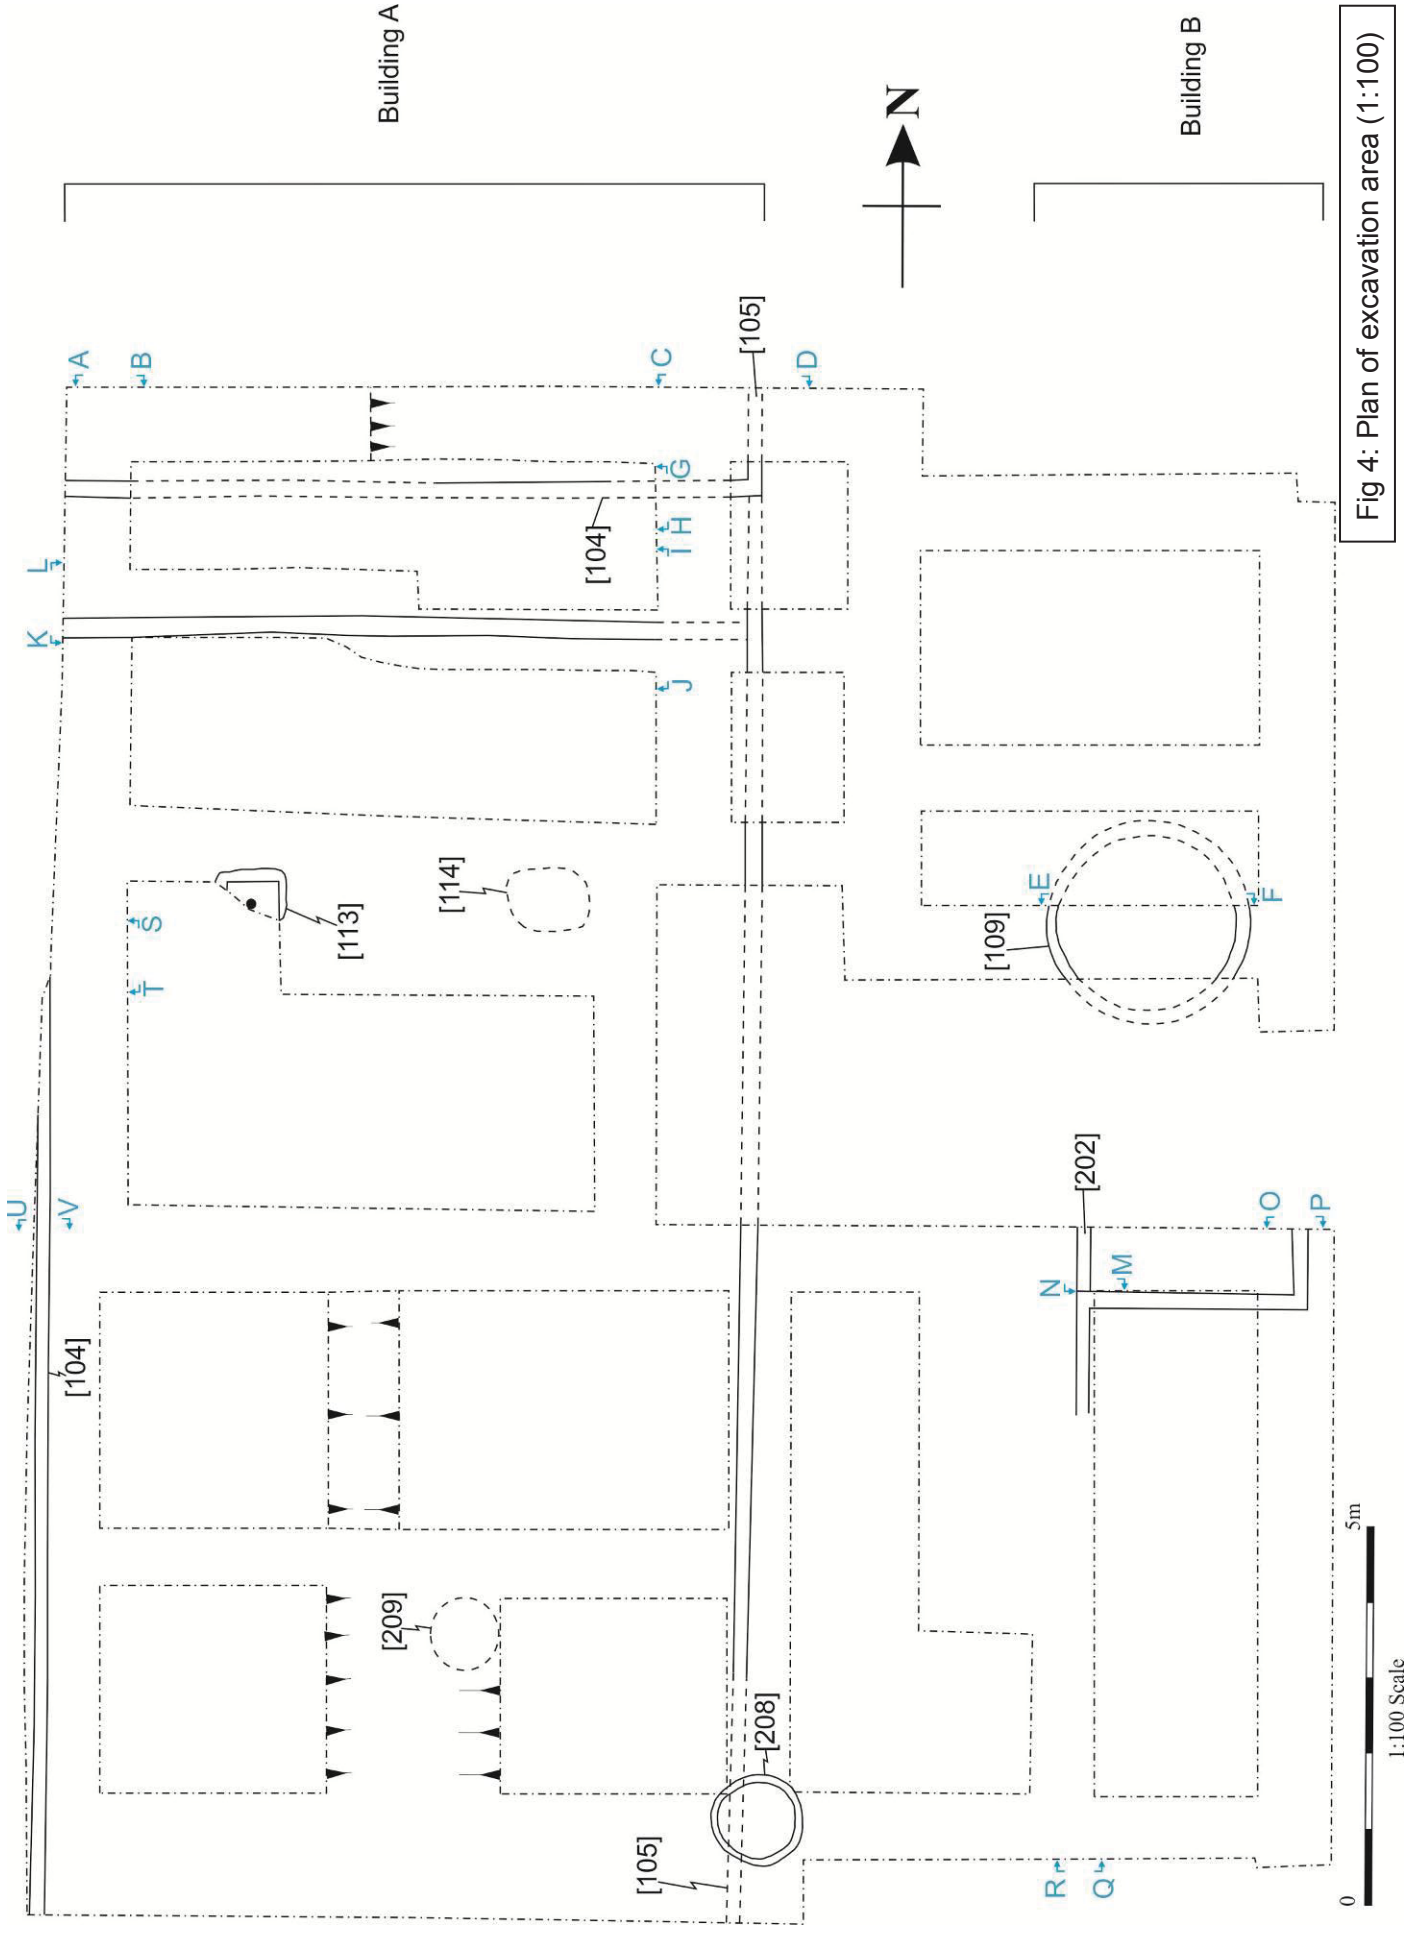 Building A
Building B
N
Fig 4: Plan of excavation area (1:100)
A
B
C
D
[105]
G
H
I
[104]
L
K
J
[114]
[113]
S
T
E
F
[109]
U
V
[202]
O
P
N
M
[104]
[209]
[208]
[105]
R
Q
0
5m
1:100 Scale